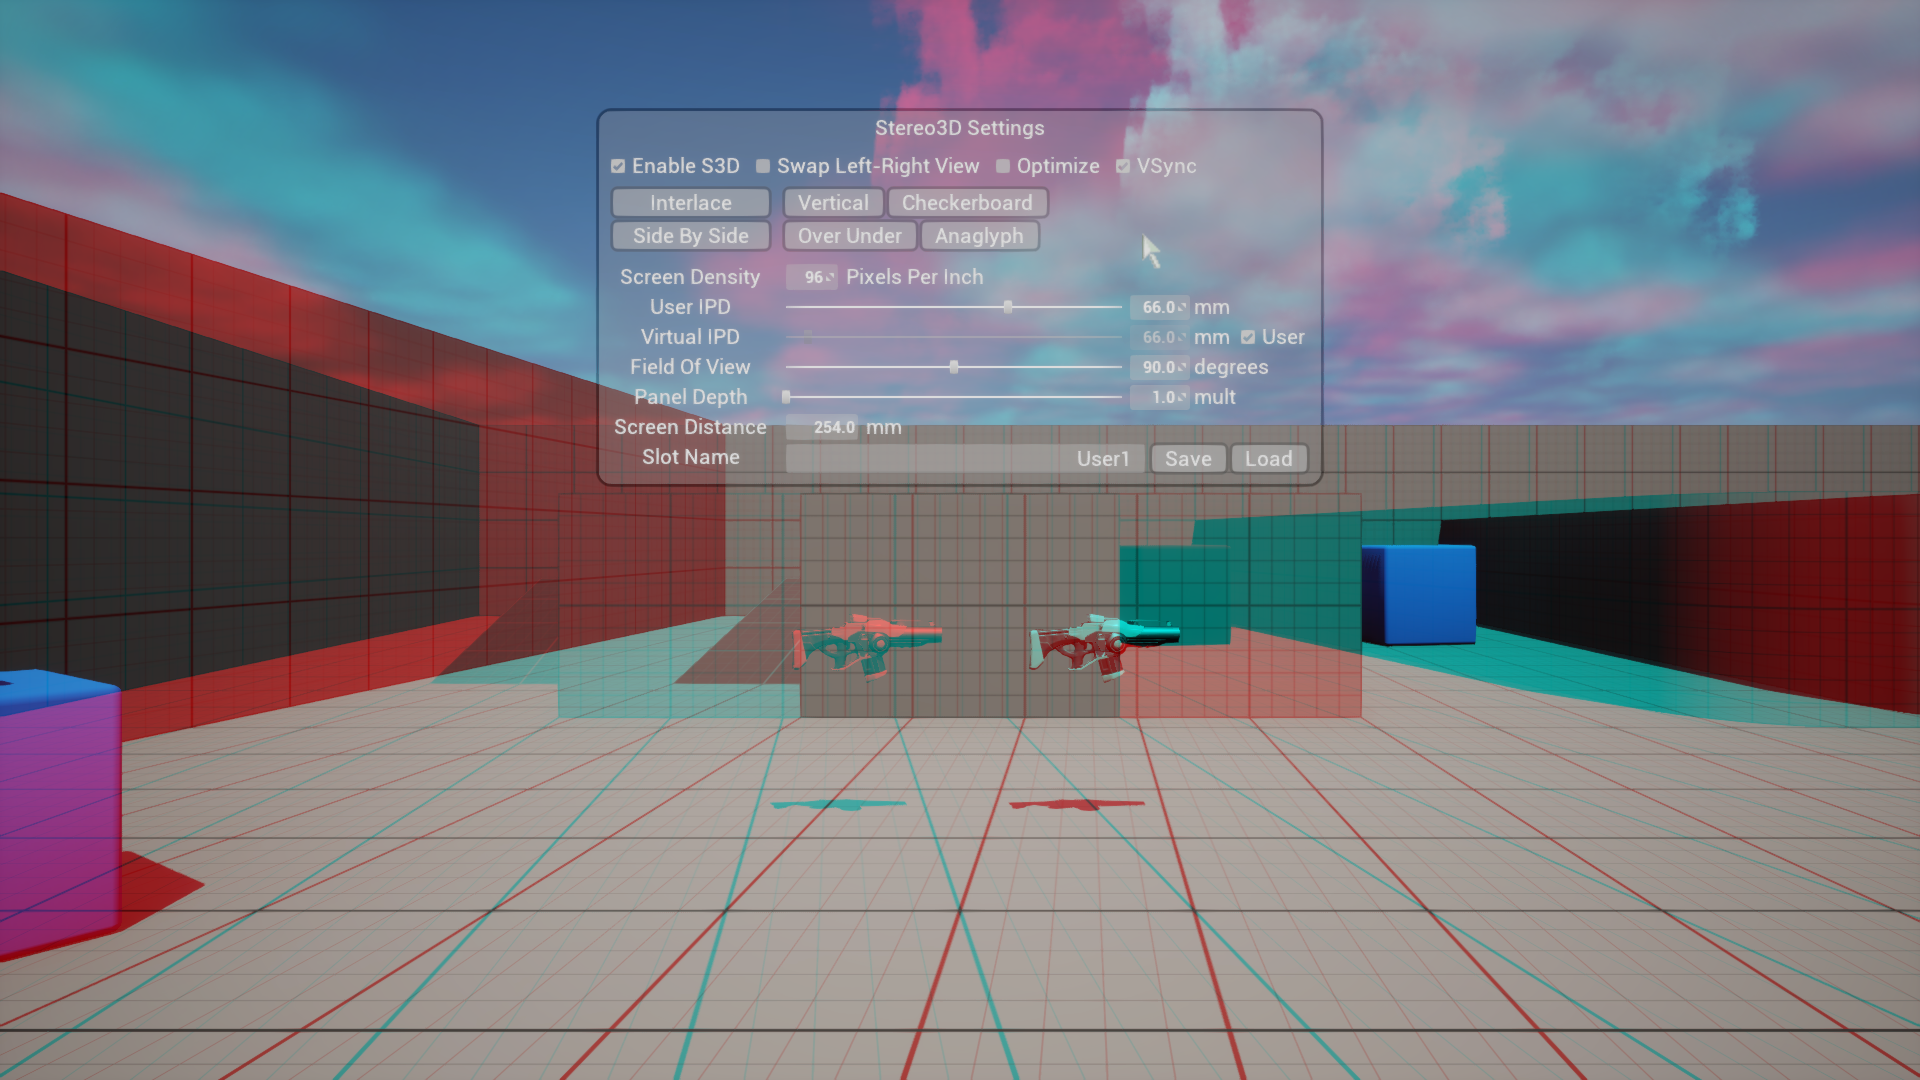 Stereo3D Settings
Enable S3D Swap Left-Right View Optimize VSync
Interlace Vertical Checkerboard
Side By Side Over Under Anaglyph
Screen Density 96 Pixels Per Inch
User IPD 66.0 mm
Virtual IPD 66.0 mm User
Field Of View 90.0 degrees
Panel Depth 1.0 mult
Screen Distance 254.0 mm
Slot Name User1 Save Load